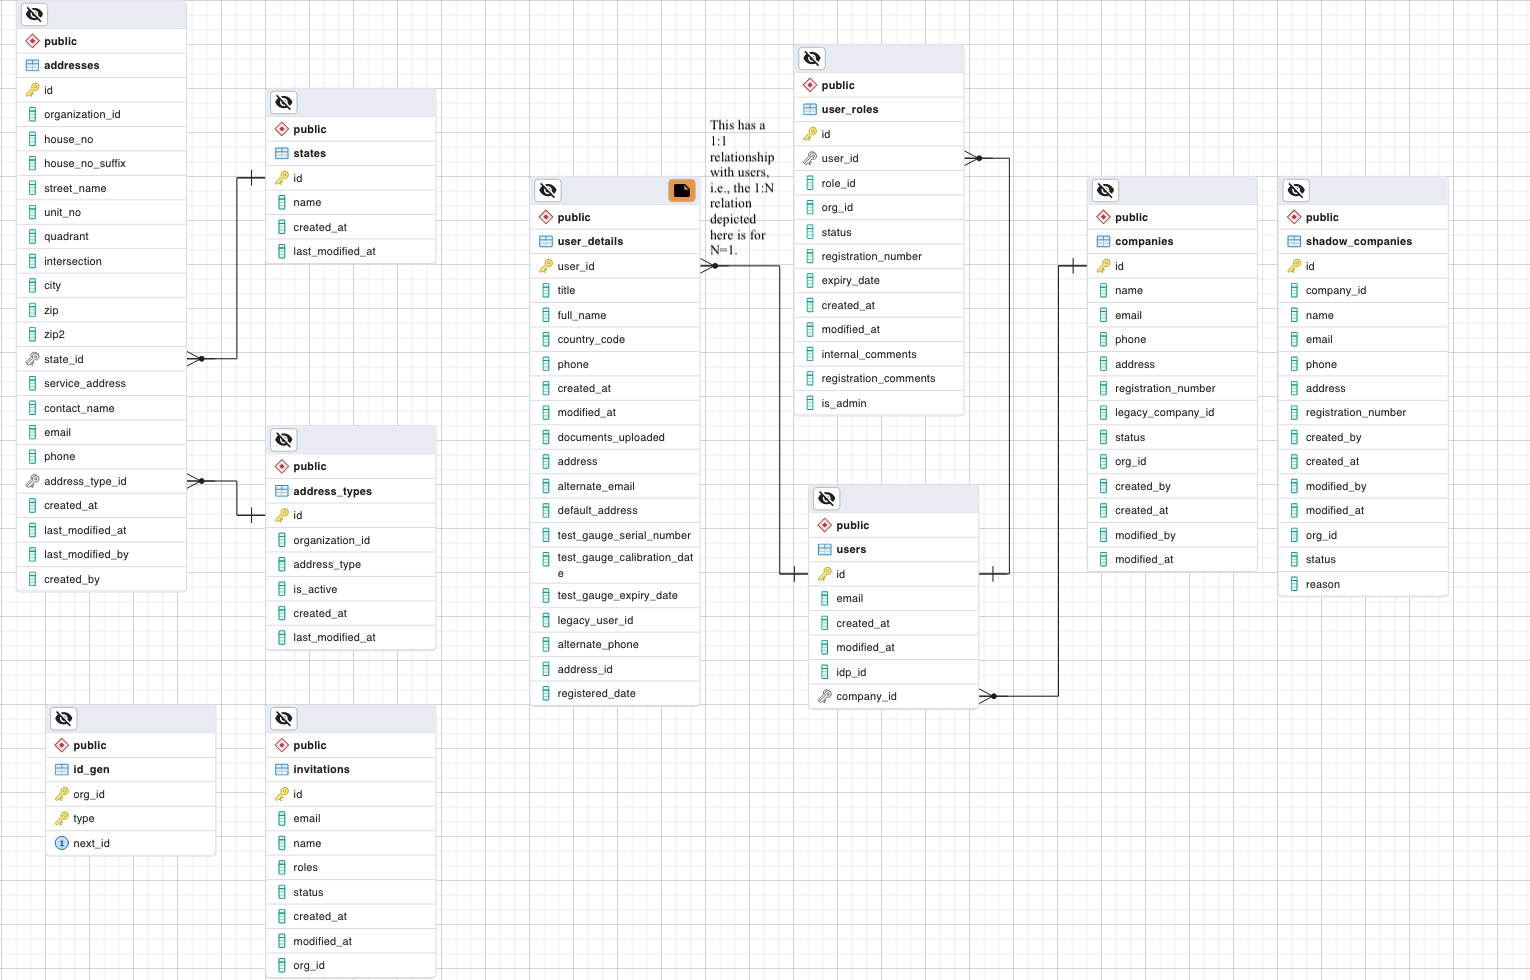 public
addresses
id
organization_id
house_no
house_no_suffix
street_name
unit_no
quadrant
intersection
city
zip
zip2
state_id
service_address
contact_name
email
phone
address_type_id
created_at
last_modified_at
last_modified_by
created_by
public
states
id
name
created_at
last_modified_at
public
address_types
id
organization_id
address_type
is_active
created_at
last_modified_at
public
id_gen
org_id
type
1 next_id
public
invitations
id
email
name
roles
status
created_at
modified_at
org_id
public
user_details
user_id
title
full_name
country_code
phone
created_at
modified_at
documents_uploaded
address
alternate_email
default_address
test_gauge_serial_number
test_gauge_calibration_dat
e
test_gauge_expiry_date
legacy_user_id
alternate_phone
address_id
registered_date
This has a
1:1
relationship
with users,
i.e., the 1:N
relation
depicted
here is for
N=1.
public
user_roles
id
user_id
role_id
org_id
status
registration_number
expiry_date
created_at
modified_at
internal_comments
registration_comments
is_admin
public
users
id
email
created_at
modified_at
idp_id
company_id
public
companies
id
name
email
phone
address
registration_number
legacy_company_id
status
org_id
created_by
created_at
modified_by
modified_at
public
shadow_companies
id
company_id
name
email
phone
address
registration_number
created_by
created_at
modified_by
modified_at
org_id
status
reason